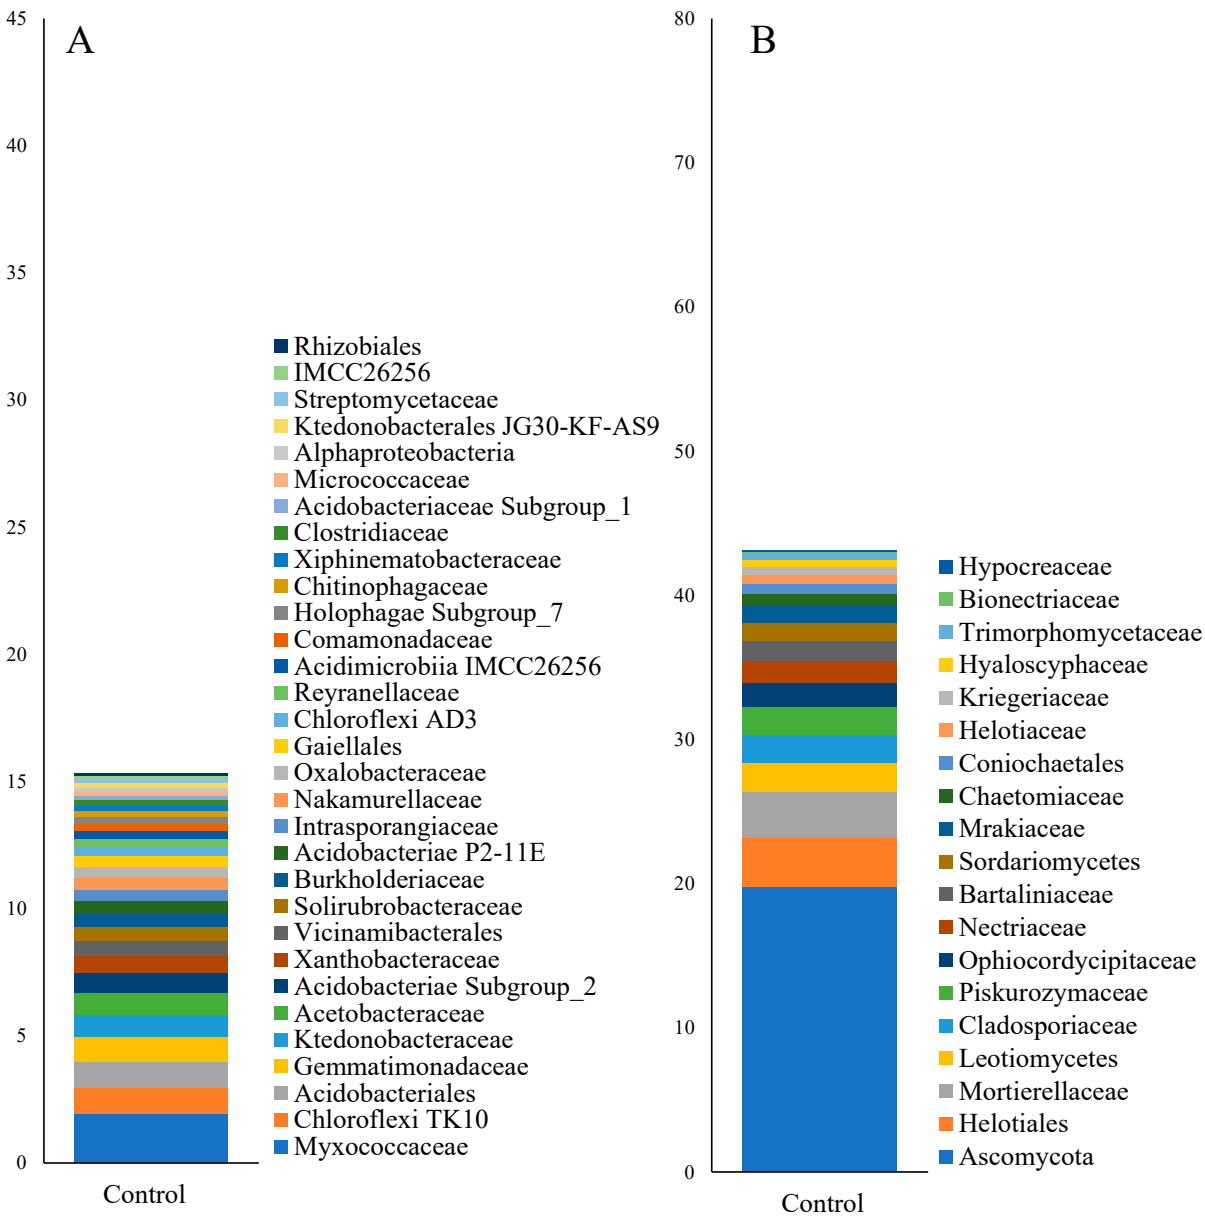 A
45
40
35
30
25
20
15
10
5
0
Control
Rhizobiales
IMCC26256
Streptomycetaceae
Ktedonobacterales JG30-KF-AS9
Alphaproteobacteria
Micrococcaceae
Acidobacteriaceae Subgroup_1
Clostridiaceae
Xiphinematobacteraceae
Chitinophagaceae
Holophagae Subgroup_7
Comamonadaceae
Acidimicrobiia IMCC26256
Reyranellaceae
Chloroflexi AD3
Gaiellales
Oxalobacteraceae
Nakamurellaceae
Intrasporangiaceae
Acidobacteriae P2-11E
Burkholderiaceae
Solirubrobacteraceae
Vicinamibacterales
Xanthobacteraceae
Acidobacteriae Subgroup_2
Acetobacteraceae
Ktedonobacteraceae
Gemmatimonadaceae
Acidobacteriales
Chloroflexi TK10
Myxococcaceae
B
80
70
60
50
40
30
20
10
0
Control
Hypocreaceae
Bionectriaceae
Trimorphomycetaceae
Hyaloscyphaceae
Kriegeriaceae
Helotiaceae
Coniochaetales
Chaetomiaceae
Mrakiaceae
Sordariomycetes
Bartaliniaceae
Nectriaceae
Ophiocordycipitaceae
Piskurozymaceae
Cladosporiaceae
Leotiomycetes
Mortierellaceae
Helotiales
Ascomycota